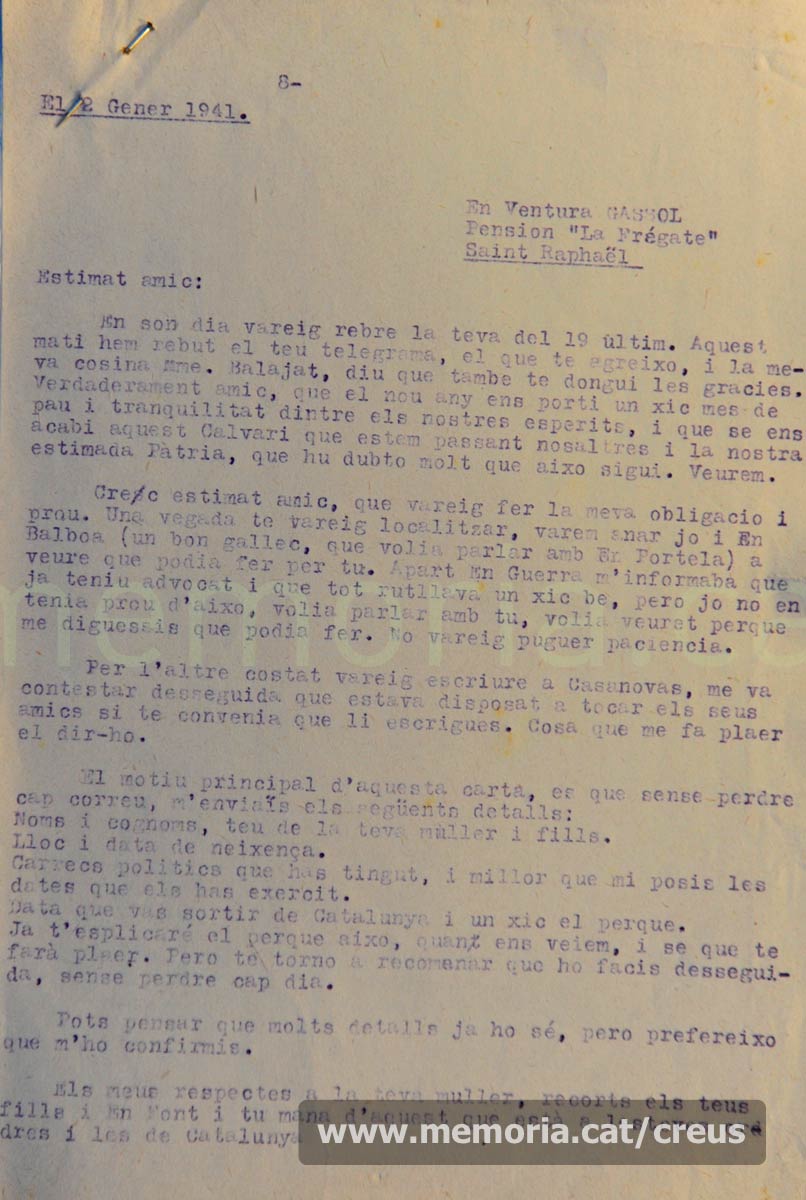 8-
El 2 Gener 1941.
En Ventura GASSOL
Pension "La Frégate"
Saint Raphaël
Estimat amic:
En son dia vareig rebre la teva del 19 ùltim. Aquest
mati hem rebut el teu telegrama, el que te agreixo, i la me-
va cosina Mme. Balajat, diu que tambe te dongui les gracies.
Verdaderament amic, que el nou any ens porti un xic mes de
pau i tranquilitat dintre els nostres esperits, i que se ens
acabi aquest Calvari que estem passant nosaltres i la nostra
estimada Pàtria, que hu dubto molt que aixo sigui. Veurem.
Crec estimat amic, que vareig fer la meva obligacio i
prou. Una vegada te vareig localitzar, varem anar jo i En
Balboa (un bon gallec, que volia parlar amb En Portela) a
veure que podia fer per tu. Apart En Guerra m'informaba que
ja teniu advocat i que tot rutllava un xic be, pero jo no en
tenia prou d'aixo, volia parlar amb tu, volia veuret perque
me diguessis que podia fer. No vareig puguer paciencia.
Per l'altre costat vareig escriure a Casanovas, me va
contestar desseguida que estava disposat a tocar els seus
amics si te convenia que li escrigues. Cosa que me fa plaer
el dir-ho.
El motiu principal d'aquesta carta, es que sense perdre
cap correu, m'enviaïs els següents detalls:
Noms i cognoms, teu de la teva mùller i fills.
Lloc i data de neixença.
Carrecs politics que has tingut, i millor que mi posis les
dates que els has exercit.
Data que vas sortir de Catalunya i un xic el perque.
Ja t'esplicaré el perque aixo, quant ens veiem, i se que te
farà plaer. Pero te torno a recomenar que ho facis dessegui-
da, sense perdre cap dia.
Pots pensar que molts detalls ja ho sé, pero prefereixo
que m'ho confirmis.
Els meus respectes a la teva muller, recorts els teus
fills i En Font i tu mana d'aquest que està a
dres i les de Catalunya
www.memoria.cat/creus